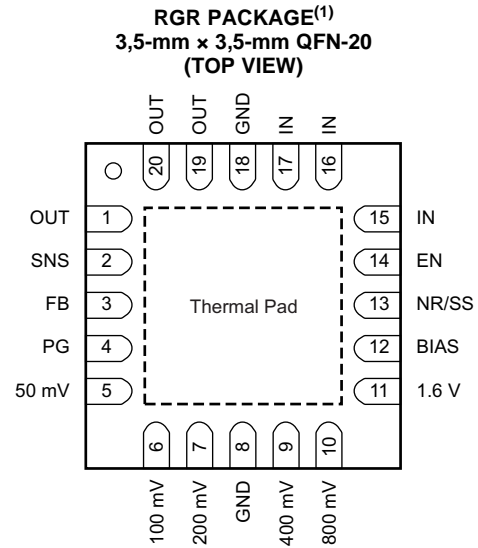 RGR PACKAGE(1)
3,5-mm × 3,5-mm QFN-20
(TOP VIEW)
OUT
OUT
GND
IN
IN
20
19
18
17
16
OUT 1
15 IN
SNS 2
14 EN
FB 3
Thermal Pad
13 NR/SS
PG 4
12 BIAS
50 mV 5
11 1.6 V
6
7
8
9
10
100 mV
200 mV
GND
400 mV
800 mV